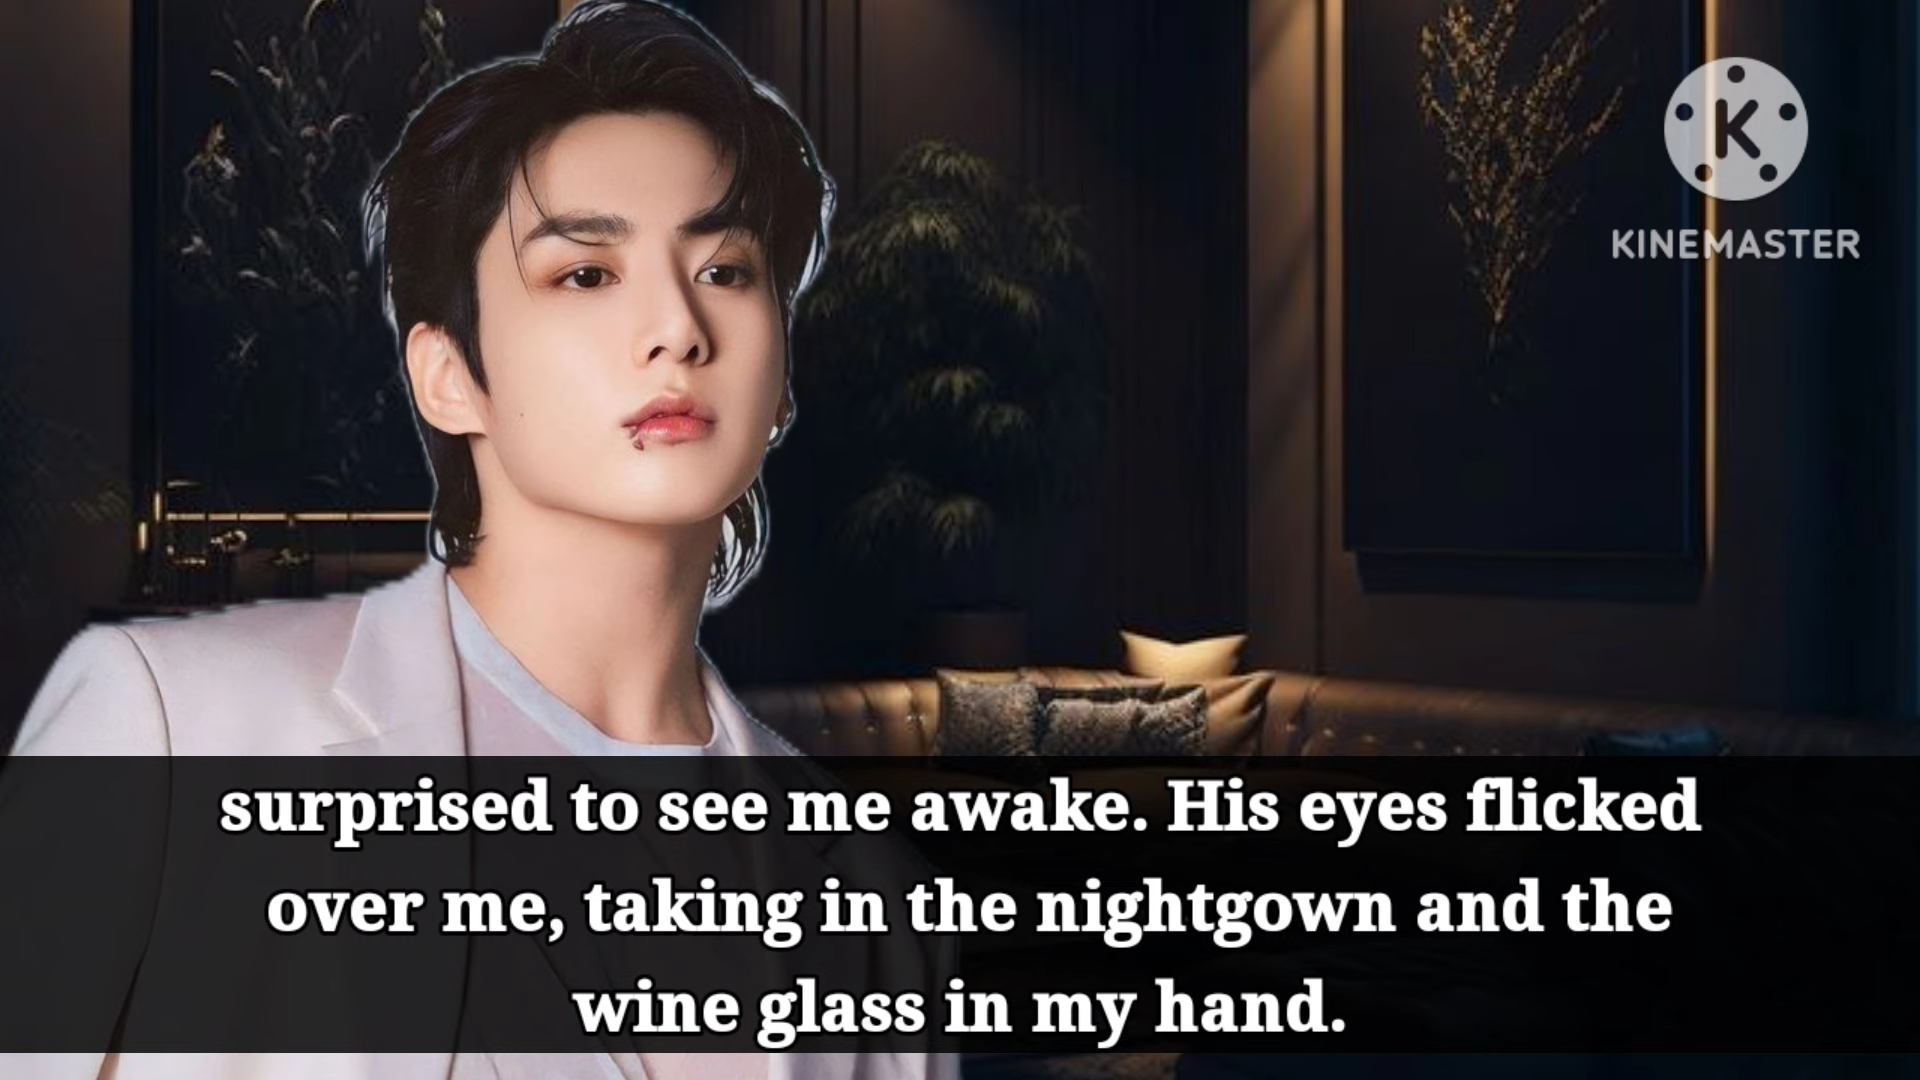 K
KINEMASTER
surprised to see me awake. His eyes flicked
over me, taking in the nightgown and the
wine glass in my hand.